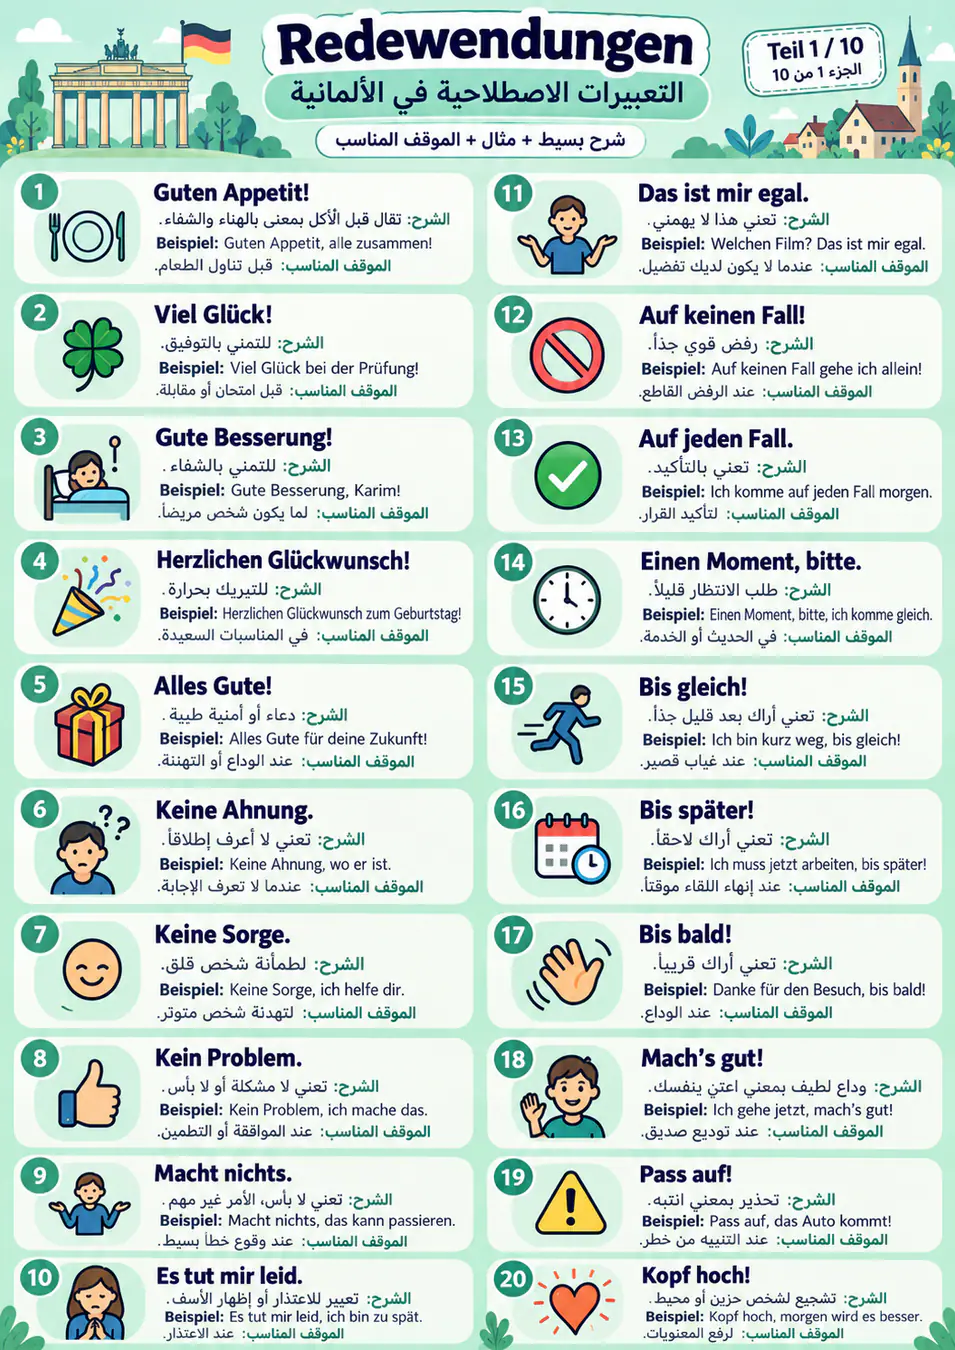 Redewendungen
التعبيرات الاصطلاحية في الألمانية
شرح بسيط + مثال + الموقف المناسب
Teil 1 / 10
الجزء 1 من 10
1
Guten Appetit!
الشرح: تقال قبل الأكل بمعنى بالهناء والشفاء.
Beispiel: Guten Appetit, alle zusammen!
الموقف المناسب: قبل تناول الطعام.
2
Viel Glück!
الشرح: للتمني بالتوفيق.
Beispiel: Viel Glück bei der Prüfung!
الموقف المناسب: قبل امتحان أو مقابلة.
3
Gute Besserung!
الشرح: للتمني بالشفاء.
Beispiel: Gute Besserung, Karim!
الموقف المناسب: لما يكون شخص مريضاً.
4
Herzlichen Glückwunsch!
الشرح: للتبريك بحرارة.
Beispiel: Herzlichen Glückwunsch zum Geburtstag!
الموقف المناسب: في المناسبات السعيدة.
5
Alles Gute!
الشرح: دعاء أو أمنية طيبة.
Beispiel: Alles Gute für deine Zukunft!
الموقف المناسب: عند الوداع أو التهنئة.
6
Keine Ahnung.
الشرح: تعني لا أعرف إطلاقاً.
Beispiel: Keine Ahnung, wo er ist.
الموقف المناسب: عندما لا تعرف الإجابة.
7
Keine Sorge.
الشرح: لطمأنة شخص قلق.
Beispiel: Keine Sorge, ich helfe dir.
الموقف المناسب: لتهدئة شخص متوتر.
8
Kein Problem.
الشرح: تعني لا مشكلة أو لا بأس.
Beispiel: Kein Problem, ich mache das.
الموقف المناسب: عند الموافقة أو التطمين.
9
Macht nichts.
الشرح: تعني لا بأس، الأمر غير مهم.
Beispiel: Macht nichts, das kann passieren.
الموقف المناسب: عند وقوع خطأ بسيط.
10
Es tut mir leid.
الشرح: تعبير للاعتذار أو إظهار الأسف.
Beispiel: Es tut mir leid, ich bin zu spät.
الموقف المناسب: عند الاعتذار.
11
Das ist mir egal.
الشرح: تعني هذا لا يهمني.
Beispiel: Welchen Film? Das ist mir egal.
الموقف المناسب: عندما لا يكون لديك تفضيل.
12
Auf keinen Fall!
الشرح: رفض قوي جداً.
Beispiel: Auf keinen Fall gehe ich allein!
الموقف المناسب: عند الرفض القاطع.
13
Auf jeden Fall.
الشرح: تعني بالتأكيد.
Beispiel: Ich komme auf jeden Fall morgen.
الموقف المناسب: لتأكيد القرار.
14
Einen Moment, bitte.
الشرح: طلب الانتظار قليلاً.
Beispiel: Einen Moment, bitte, ich komme gleich.
الموقف المناسب: في الحديث أو الخدمة.
15
Bis gleich!
الشرح: تعني أراك بعد قليل جداً.
Beispiel: Ich bin kurz weg, bis gleich!
الموقف المناسب: عند غياب قصير.
16
Bis später!
الشرح: تعني أراك لاحقاً.
Beispiel: Ich muss jetzt arbeiten, bis später!
الموقف المناسب: عند إنهاء اللقاء موقتاً.
17
Bis bald!
الشرح: تعني أراك قريباً.
Beispiel: Danke für den Besuch, bis bald!
الموقف المناسب: عند الوداع.
18
Mach's gut!
الشرح: وداع لطيف بمعنى اعتنِ بنفسك.
Beispiel: Ich gehe jetzt, mach's gut!
الموقف المناسب: عند توديع صديق.
19
Pass auf!
الشرح: تحذير بمعنى انتبه.
Beispiel: Pass auf, das Auto kommt!
الموقف المناسب: عند التنبيه من خطر.
20
Kopf hoch!
الشرح: تشجيع لشخص حزين أو محبط.
Beispiel: Kopf hoch, morgen wird es besser.
الموقف المناسب: لرفع المعنويات.